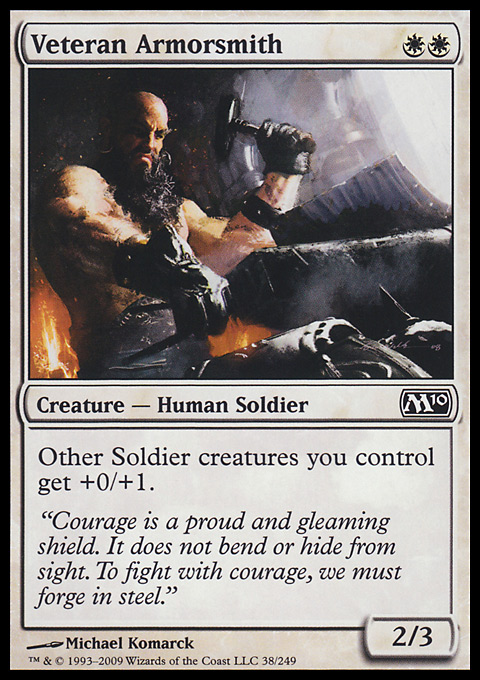 Veteran Armorsmith
Creature — Human Soldier
M10
Other Soldier creatures you control
get +0/+1.
“Courage is a proud and gleaming
shield. It does not bend or hide from
sight. To fight with courage, we must
forge in steel.”
Michael Komarck
2/3
™ & © 1993–2009 Wizards of the Coast LLC 38/249